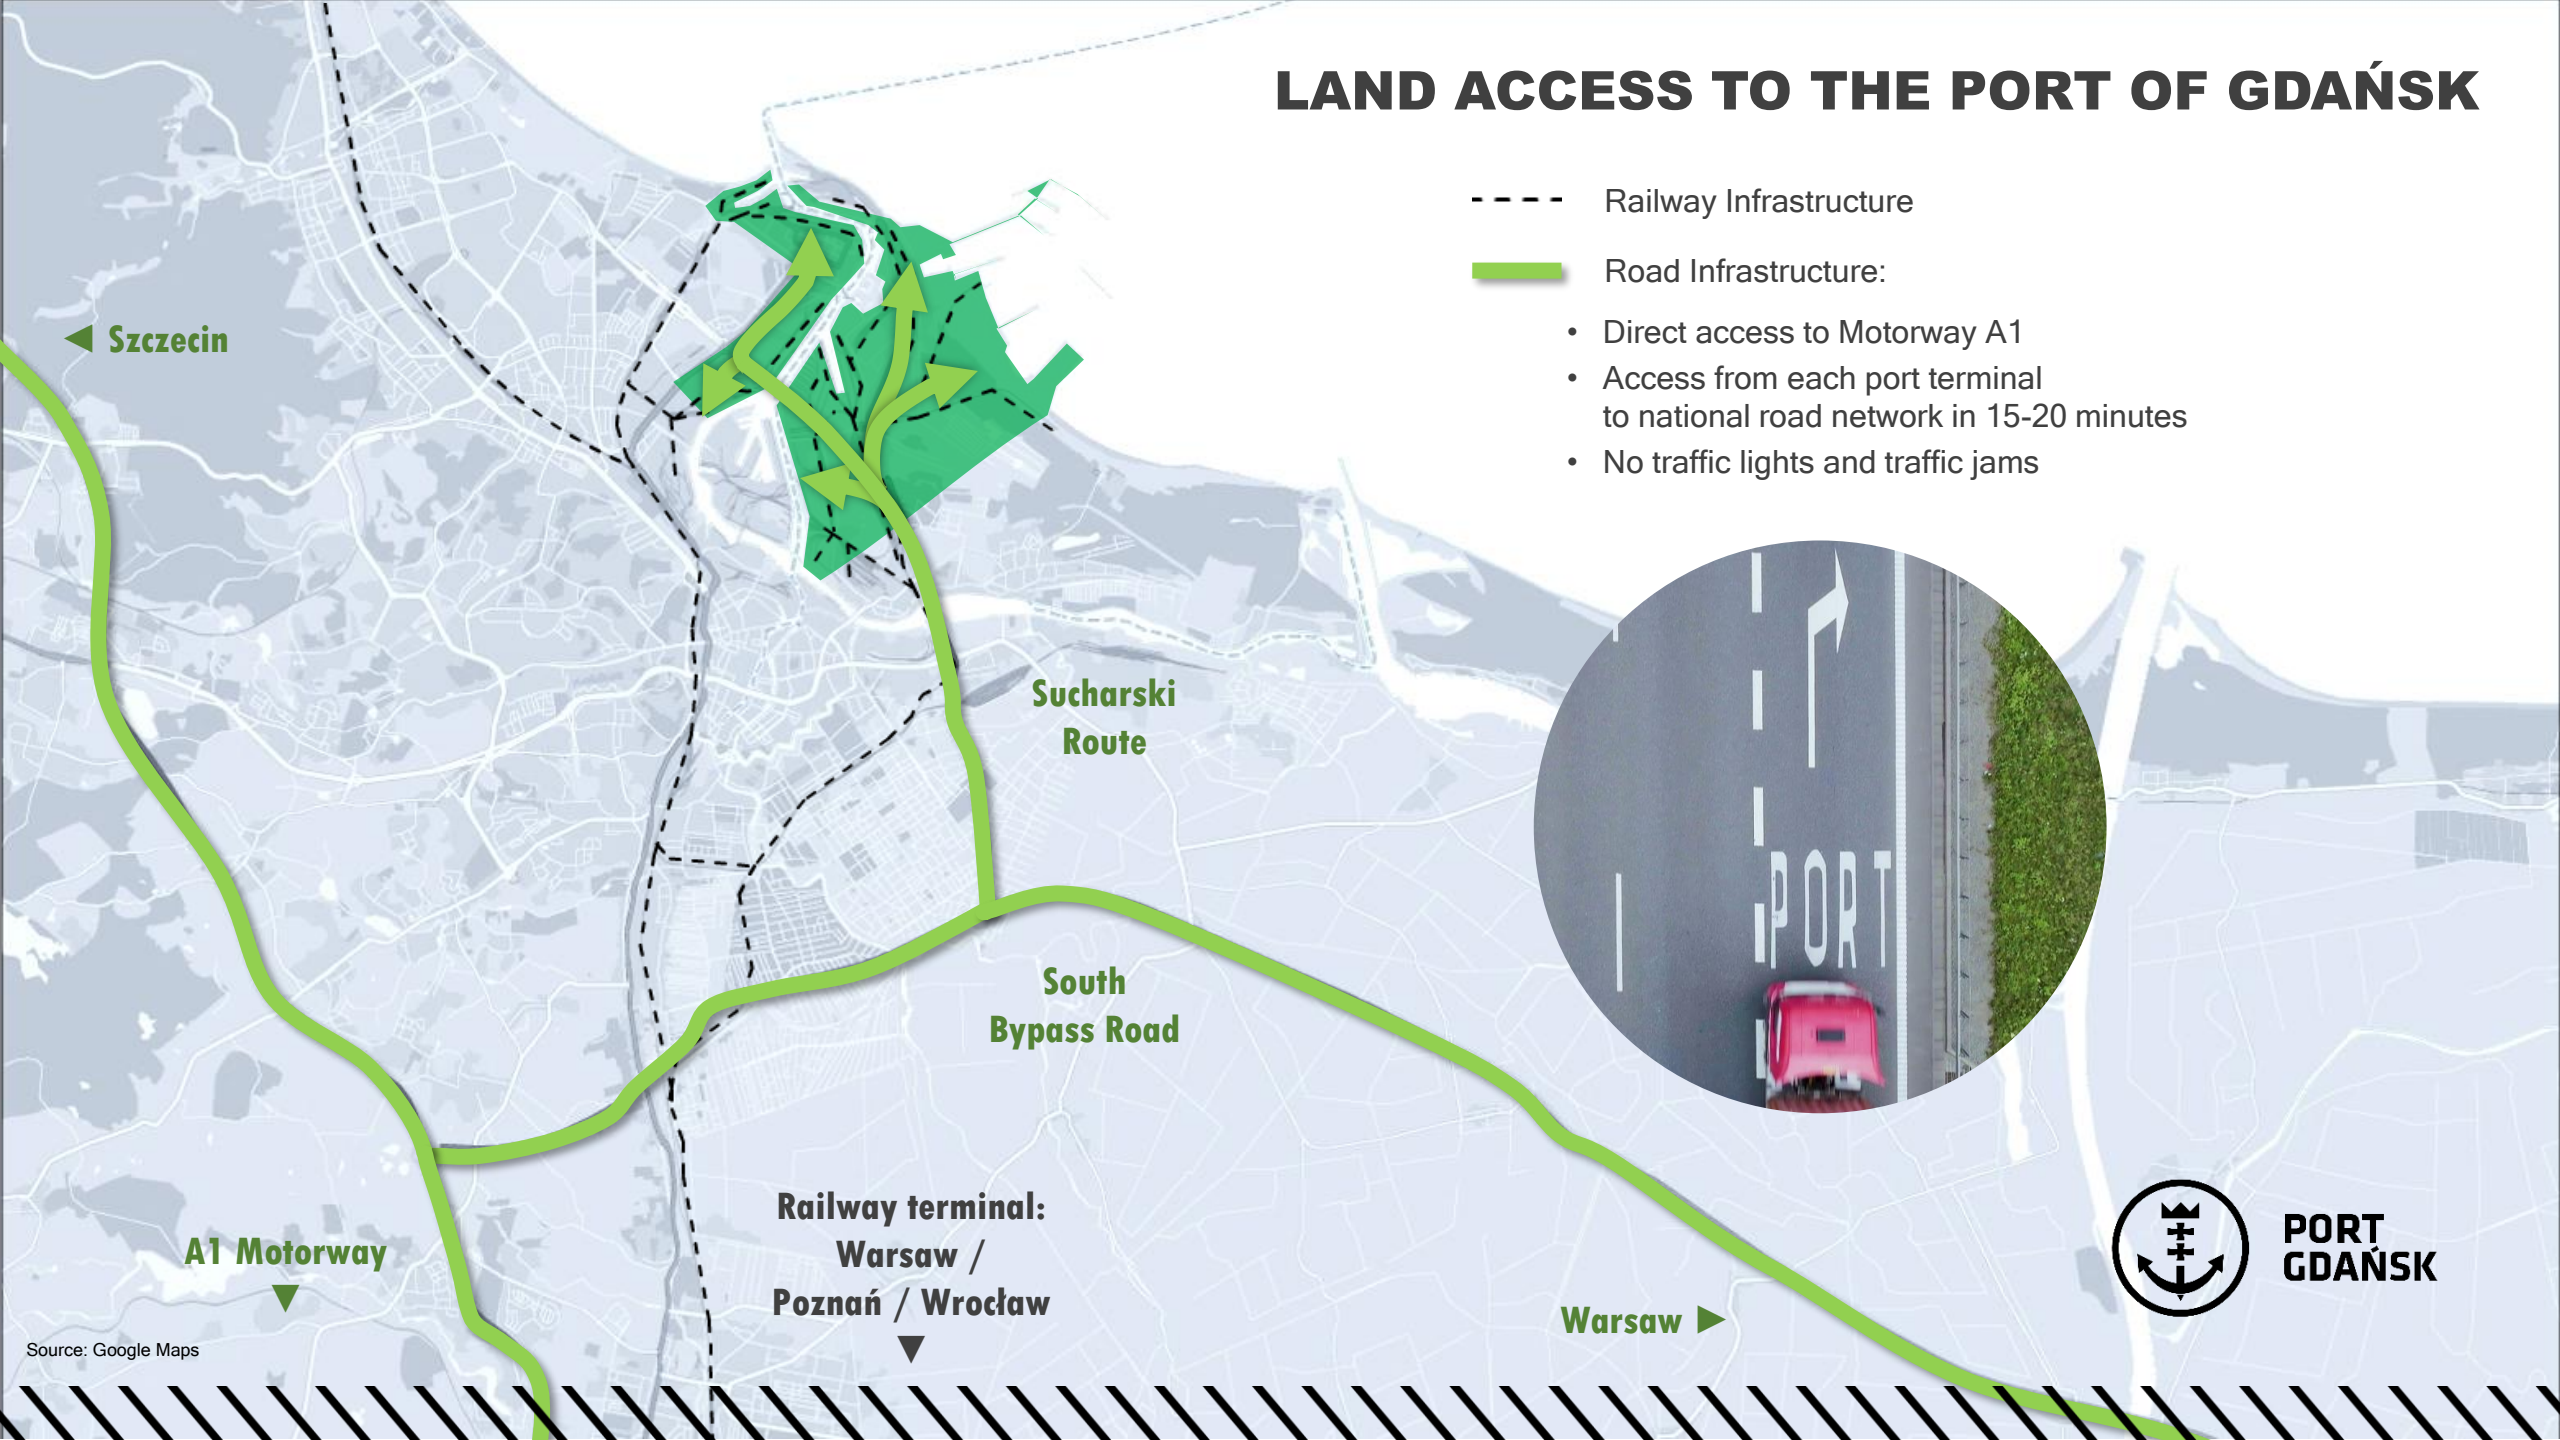 LAND ACCESS TO THE PORT OF GDAŃSK
Railway Infrastructure
Road Infrastructure:
• Direct access to Motorway A1
• Access from each port terminal
to national road network in 15-20 minutes
• No traffic lights and traffic jams
◀ Szczecin
Sucharski
Route
PORT
South
Bypass Road
Railway terminal:
Warsaw /
Poznań / Wrocław
▼
A1 Motorway
▼
Warsaw ▶
PORT
GDAŃSK
Source: Google Maps